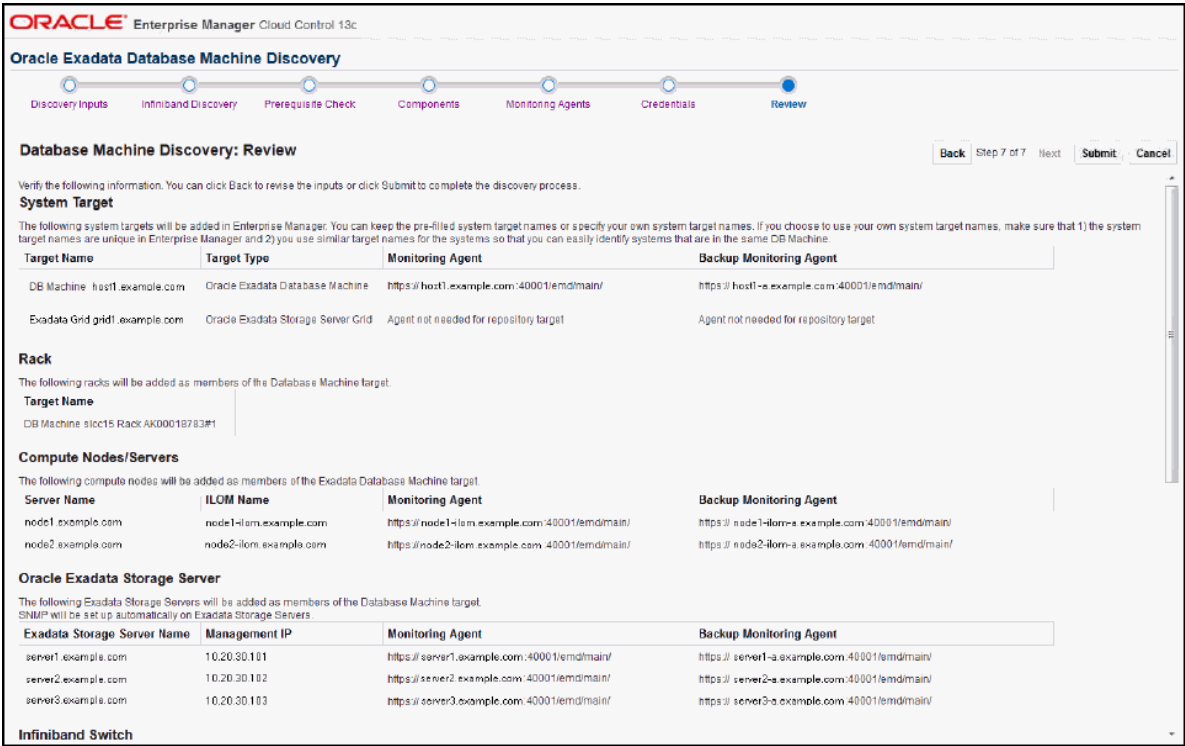 ORACLE Enterprise Manager Cloud Control 13c
Oracle Exadata Database Machine Discovery
Discovery Inputs Infiniband Discovery Prerequisite Check Components Monitoring Agents Credentials Review
Database Machine Discovery: Review Back Step 7 of 7 Next Submit Cancel
Verify the following information. You can click Back to revise the inputs or click Submit to complete the discovery process.
System Target
The following system targets will be added in Enterprise Manager. You can keep the pre-filled system target names or specify your own system target names. If you choose to use your own system target names, make sure that 1) the system
target names are unique in Enterprise Manager and 2) you use similar target names for the systems so that you can easily identify systems that are in the same DB Machine.
Target Name Target Type Monitoring Agent Backup Monitoring Agent
DB Machine host1.example.com Oracle Exadata Database Machine https://host1.example.com:40001/emd/main/ https://host1-a.example.com:40001/emd/main/
Exadata Grid grid1.example.com Oracle Exadata Storage Server Grid Agent not needed for repository target Agent not needed for repository target
Rack
The following racks will be added as members of the Database Machine target.
Target Name
DB Machine slcc15 Rack AK00018783#1
Compute Nodes/Servers
The following compute nodes will be added as members of the Exadata Database Machine target.
Server Name ILOM Name Monitoring Agent Backup Monitoring Agent
node1.example.com node1-ilom.example.com https://node1-ilom.example.com:40001/emd/main/ https://node1-ilom-a.example.com:40001/emd/main/
node2.example.com node2-ilom.example.com https://node2-ilom.example.com:40001/emd/main/ https://node2-ilom-a.example.com:40001/emd/main/
Oracle Exadata Storage Server
The following Exadata Storage Servers will be added as members of the Database Machine target.
SNMP will be set up automatically on Exadata Storage Servers.
Exadata Storage Server Name Management IP Monitoring Agent Backup Monitoring Agent
server1.example.com 10.20.30.101 https://server1.example.com:40001/emd/main/ https://server1-a.example.com:40001/emd/main/
server2.example.com 10.20.30.102 https://server2.example.com:40001/emd/main/ https://server2-a.example.com:40001/emd/main/
server3.example.com 10.20.30.103 https://server3.example.com:40001/emd/main/ https://server3-a.example.com:40001/emd/main/
Infiniband Switch